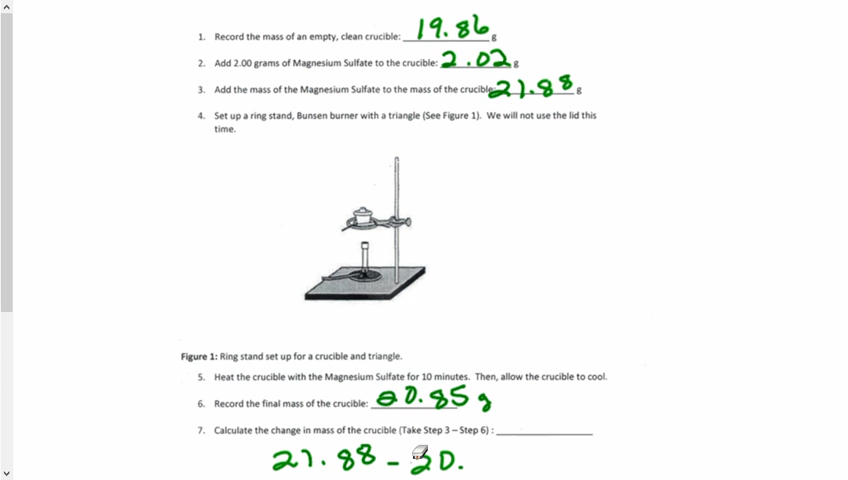 1. Record the mass of an empty, clean crucible: 19.86 g
2. Add 2.00 grams of Magnesium Sulfate to the crucible: 2.02 g
3. Add the mass of the Magnesium Sulfate to the mass of the crucible: 21.88 g
4. Set up a ring stand, Bunsen burner with a triangle (See Figure 1). We will not use the lid this
time.
Figure 1: Ring stand set up for a crucible and triangle.
5. Heat the crucible with the Magnesium Sulfate for 10 minutes. Then, allow the crucible to cool.
6. Record the final mass of the crucible: 20.85 g
7. Calculate the change in mass of the crucible (Take Step 3 – Step 6) :
21.88 - 20.